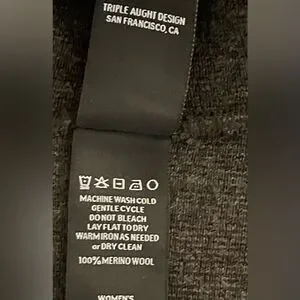 TRIPLE AUGHT DESIGN
SAN FRANCISCO, CA
MACHINE WASH COLD
GENTLE CYCLE
DO NOT BLEACH
LAY FLAT TO DRY
WARM IRON AS NEEDED
or DRY CLEAN
100% MERINO WOOL
WOMEN'S